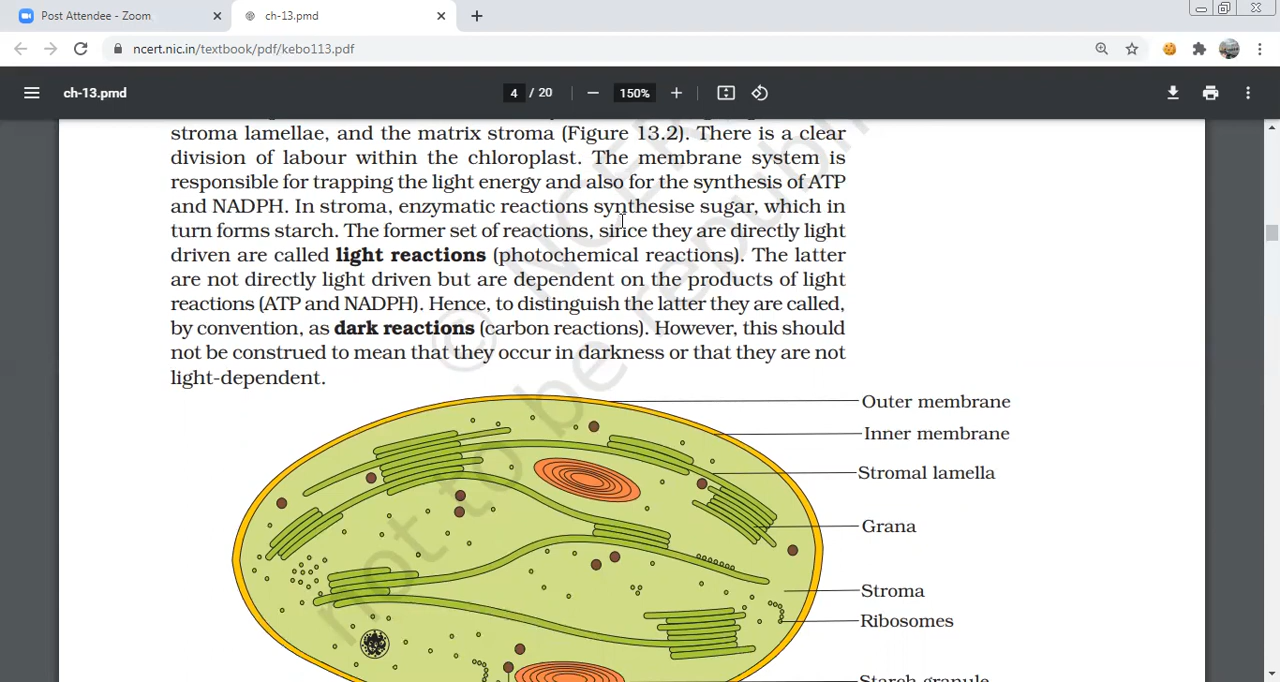 Post Attendee - Zoom
ch-13.pmd
ncert.nic.in/textbook/pdf/kebo113.pdf
ch-13.pmd
4 / 20
150%
stroma lamellae, and the matrix stroma (Figure 13.2). There is a clear
division of labour within the chloroplast. The membrane system is
responsible for trapping the light energy and also for the synthesis of ATP
and NADPH. In stroma, enzymatic reactions synthesise sugar, which in
turn forms starch. The former set of reactions, since they are directly light
driven are called light reactions (photochemical reactions). The latter
are not directly light driven but are dependent on the products of light
reactions (ATP and NADPH). Hence, to distinguish the latter they are called,
by convention, as dark reactions (carbon reactions). However, this should
not be construed to mean that they occur in darkness or that they are not
light-dependent.
Outer membrane
Inner membrane
Stromal lamella
Grana
Stroma
Ribosomes
Starch granule
© NCER
not to be republi